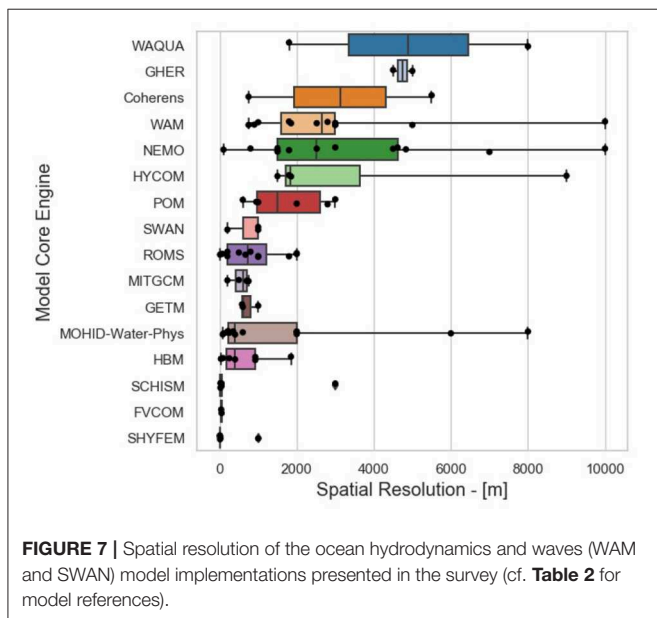 WAQUA
GHER
Coherens
WAM
NEMO
HYCOM
POM
SWAN
ROMS
MITGCM
GETM
MOHID-Water-Phys
HBM
SCHISM
FVCOM
SHYFEM
Model Core Engine
0 2000 4000 6000 8000 10000
Spatial Resolution - [m]
FIGURE 7 | Spatial resolution of the ocean hydrodynamics and waves (WAM
and SWAN) model implementations presented in the survey (cf. Table 2 for
model references).